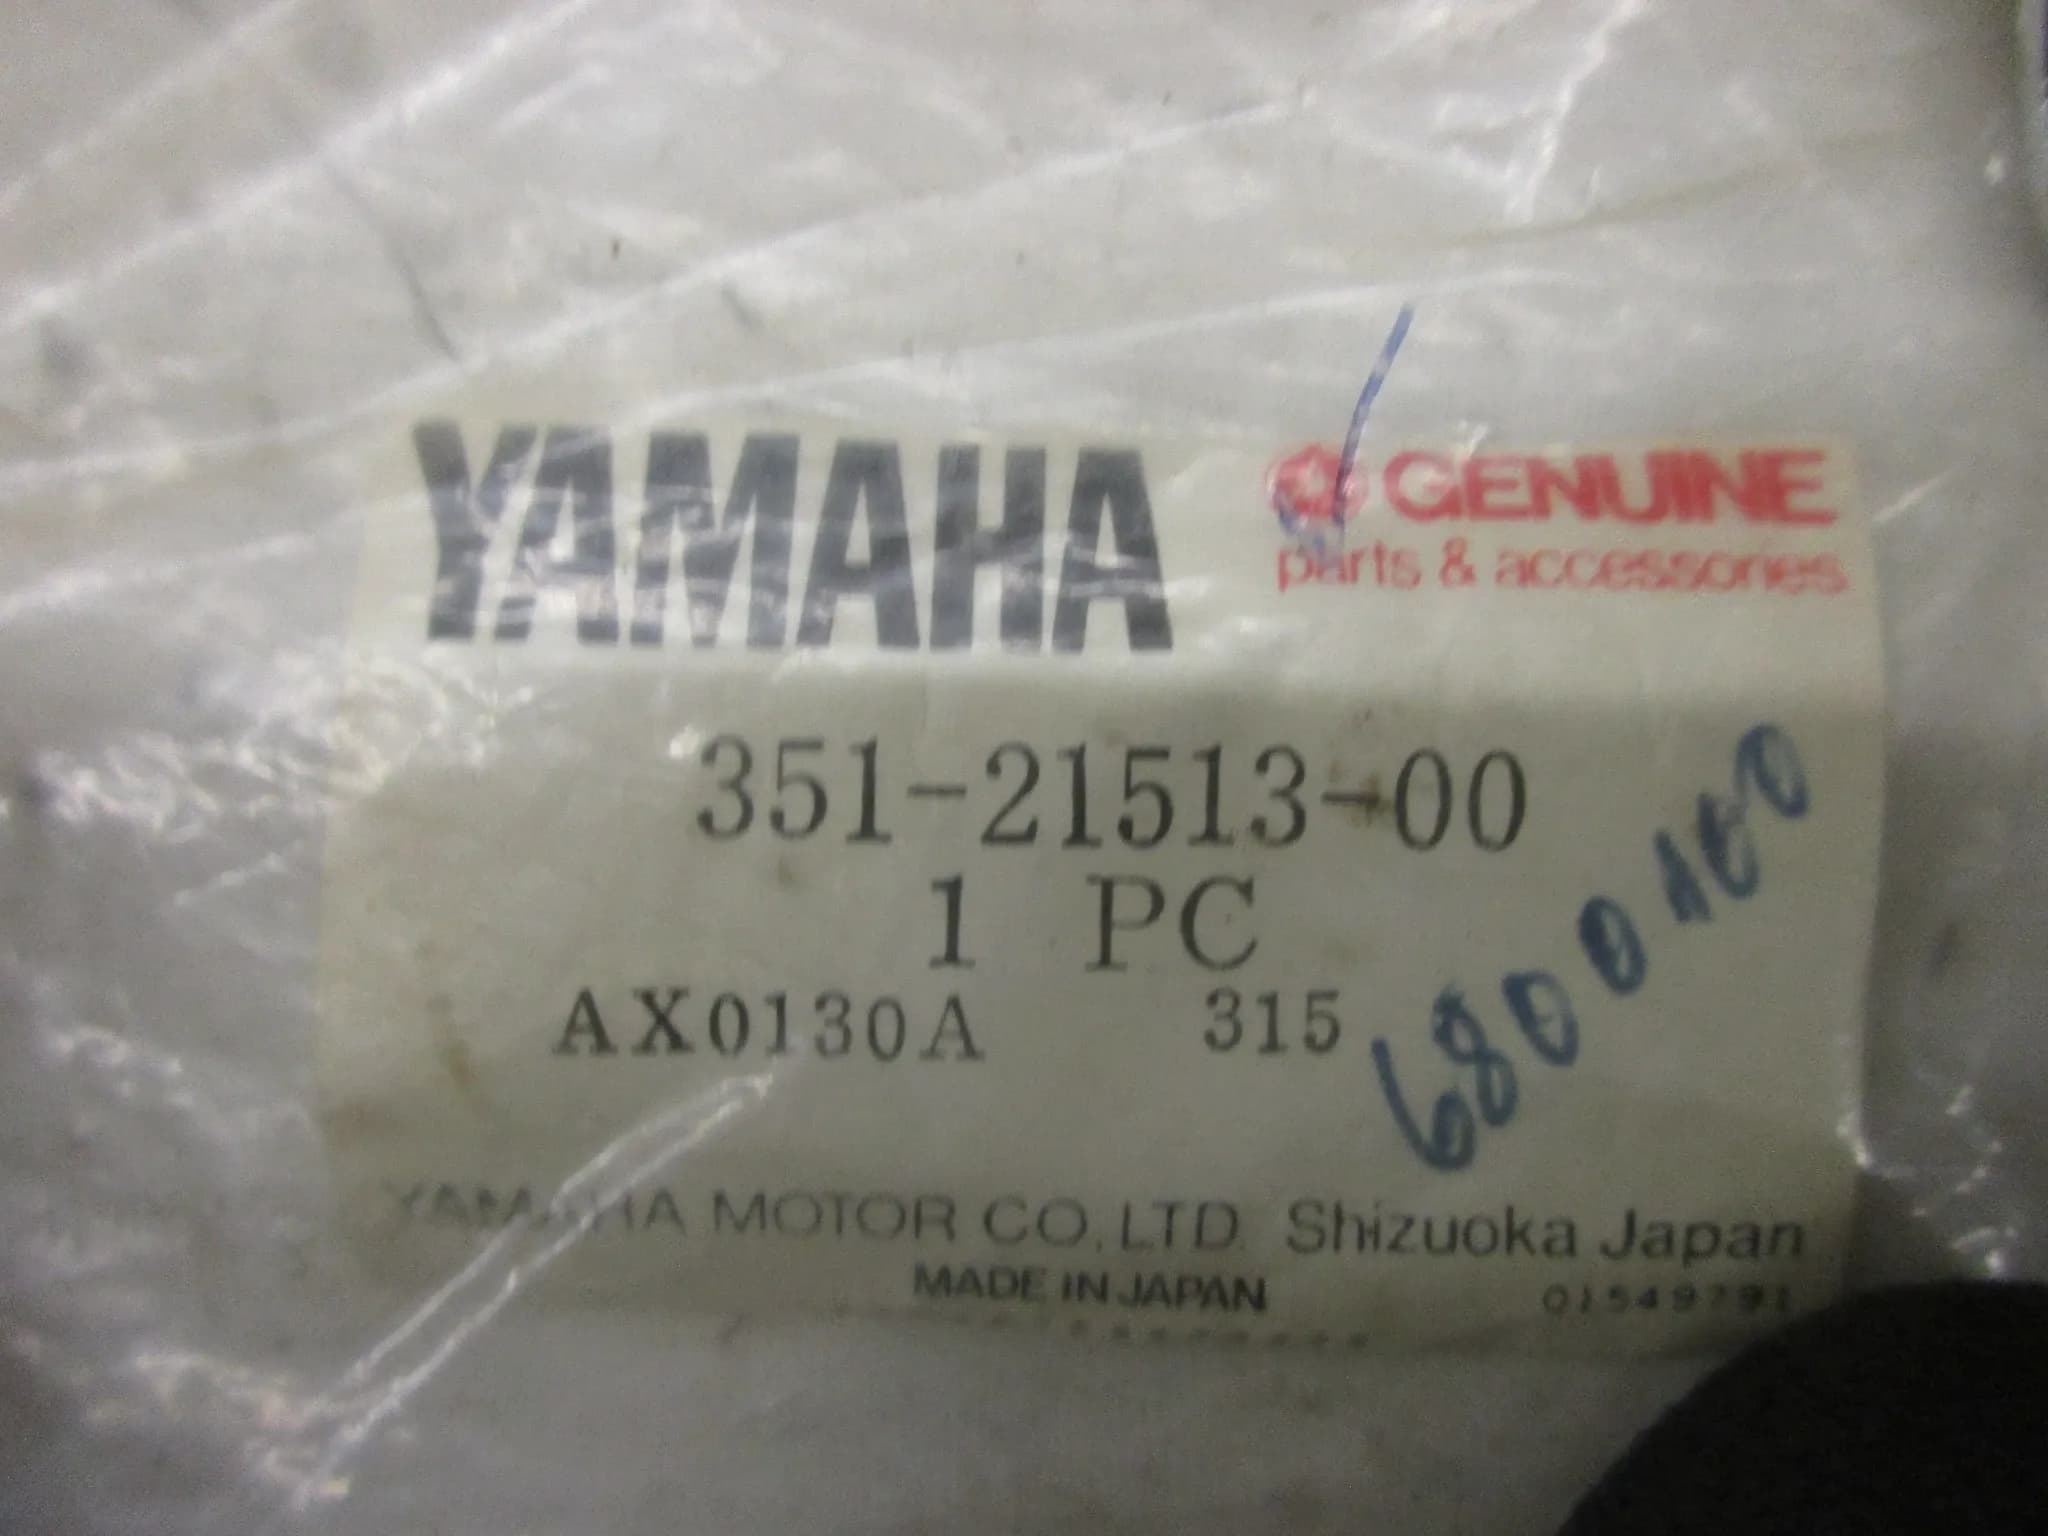 YAMAHA
GENUINE
parts & accessories
351-21513-00
1 PC
AX0130A 315
6800100
YAMAHA MOTOR CO., LTD. Shizuoka Japan
MADE IN JAPAN
01549791